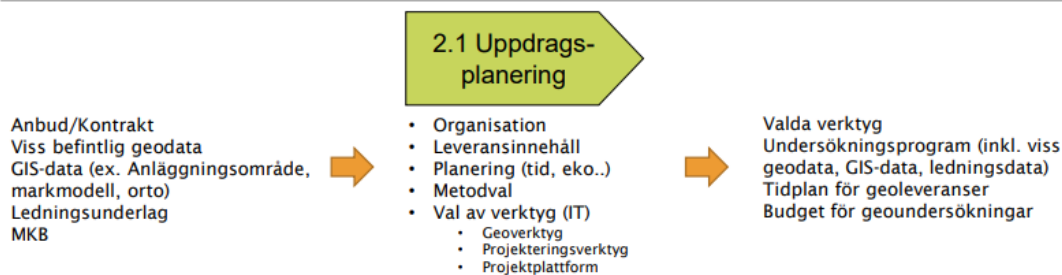 2.1 Uppdrags-
planering
Anbud/Kontrakt
Viss befintlig geodata
GIS-data (ex. Anläggningsområde,
markmodell, orto)
Ledningsunderlag
MKB
• Organisation
• Leveransinnehåll
• Planering (tid, eko..)
• Metodval
• Val av verktyg (IT)
• Geoverktyg
• Projekteringsverktyg
• Projektplattform
Valda verktyg
Undersökningsprogram (inkl. viss
geodata, GIS-data, ledningsdata)
Tidplan för geoleveranser
Budget för geoundersökningar